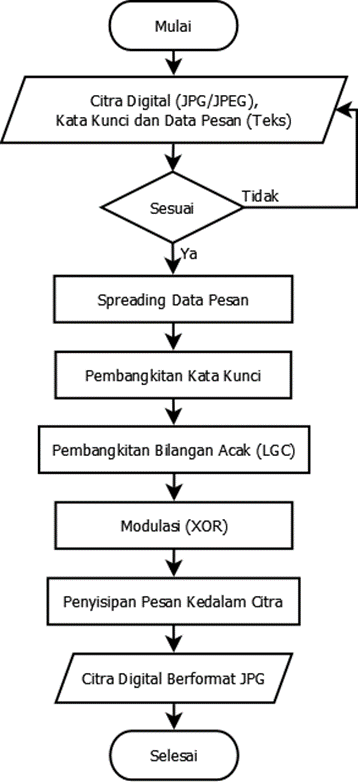 Mulai
Citra Digital (JPG/JPEG),
Kata Kunci dan Data Pesan (Teks)
Sesuai
Tidak
Ya
Spreading Data Pesan
Pembangkitan Kata Kunci
Pembangkitan Bilangan Acak (LGC)
Modulasi (XOR)
Penyisipan Pesan Kedalam Citra
Citra Digital Berformat JPG
Selesai